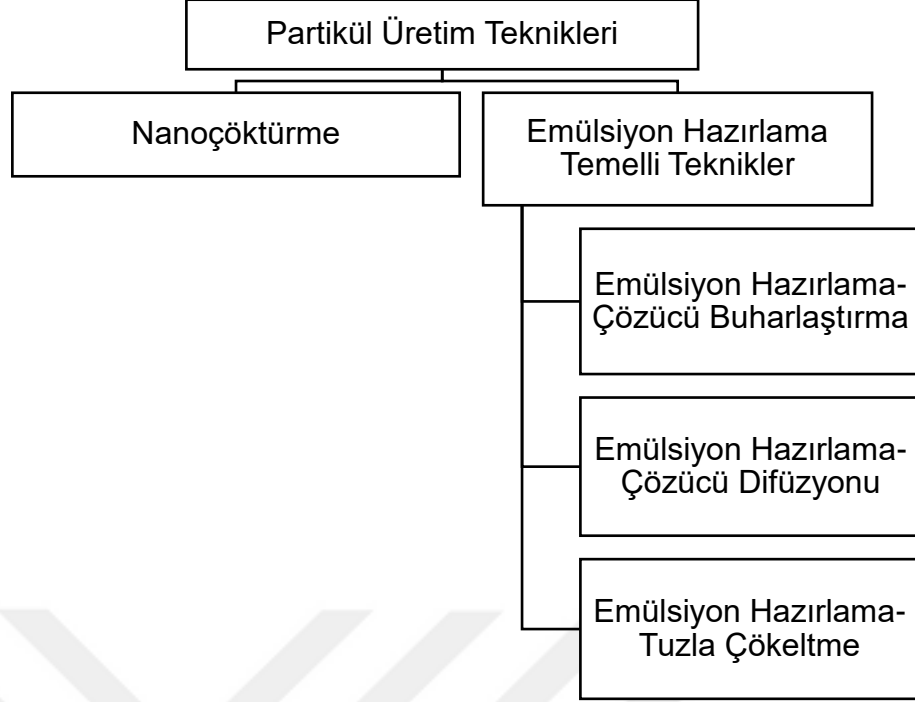 Partikül Üretim Teknikleri
Nanoçöktürme
Emülsiyon Hazırlama
Temelli Teknikler
Emülsiyon Hazırlama-
Çözücü Buharlaştırma
Emülsiyon Hazırlama-
Çözücü Difüzyonu
Emülsiyon Hazırlama-
Tuzla Çökeltme